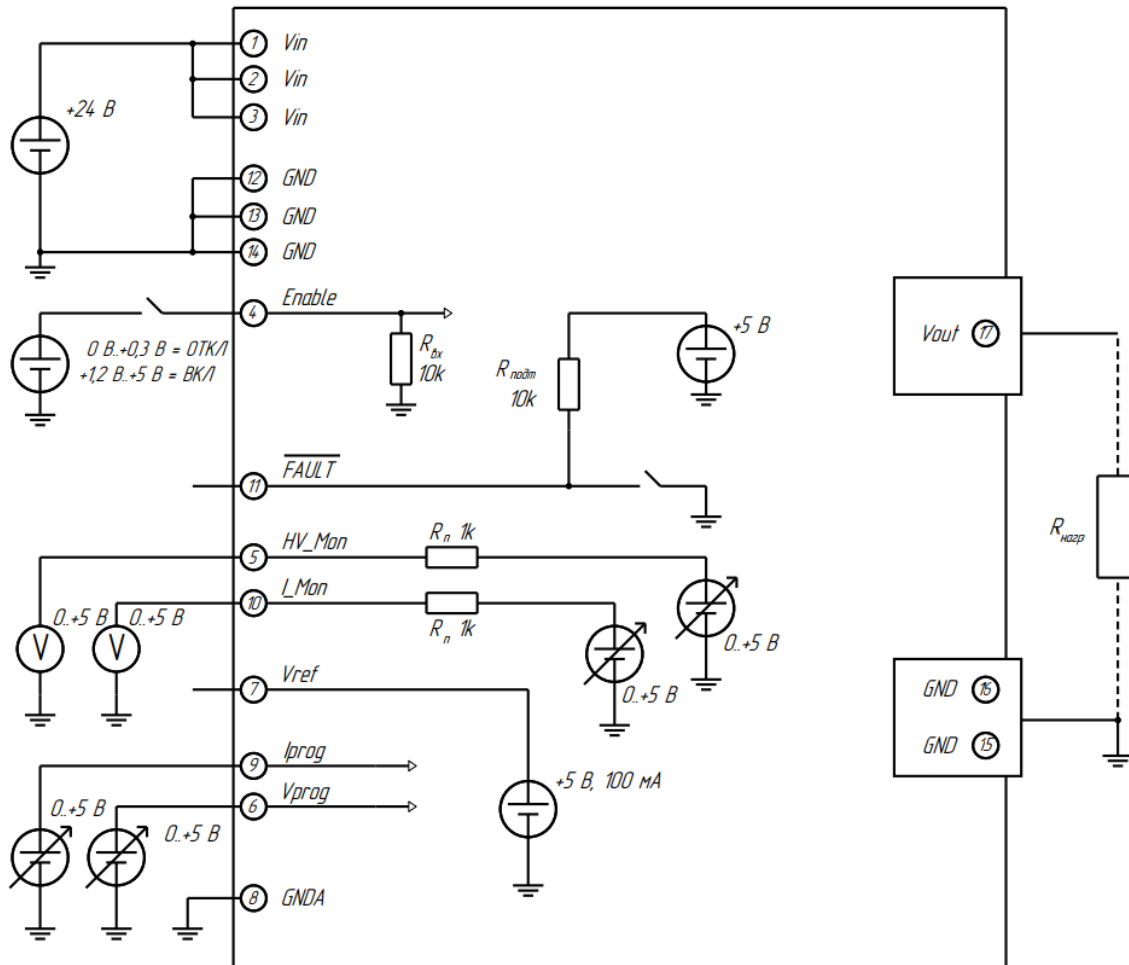 1 Vin
2 Vin
3 Vin
+24 В
12 GND
13 GND
14 GND
4 Enable
0 В..+0,3 В = ОТКЛ
+1,2 В..+5 В = ВКЛ
Rвх
10k
Rподт
10k
+5 В
Vout 17
11 FAULT
5 HV_Mon
Rп 1k
10 I_Mon
Rп 1k
V 0..+5 В
V 0..+5 В
0..+5 В
0..+5 В
Rнагр
7 Vref
GND 16
GND 15
9 Iprog
6 Vprog
+5 В, 100 мА
0..+5 В
0..+5 В
8 GNDA